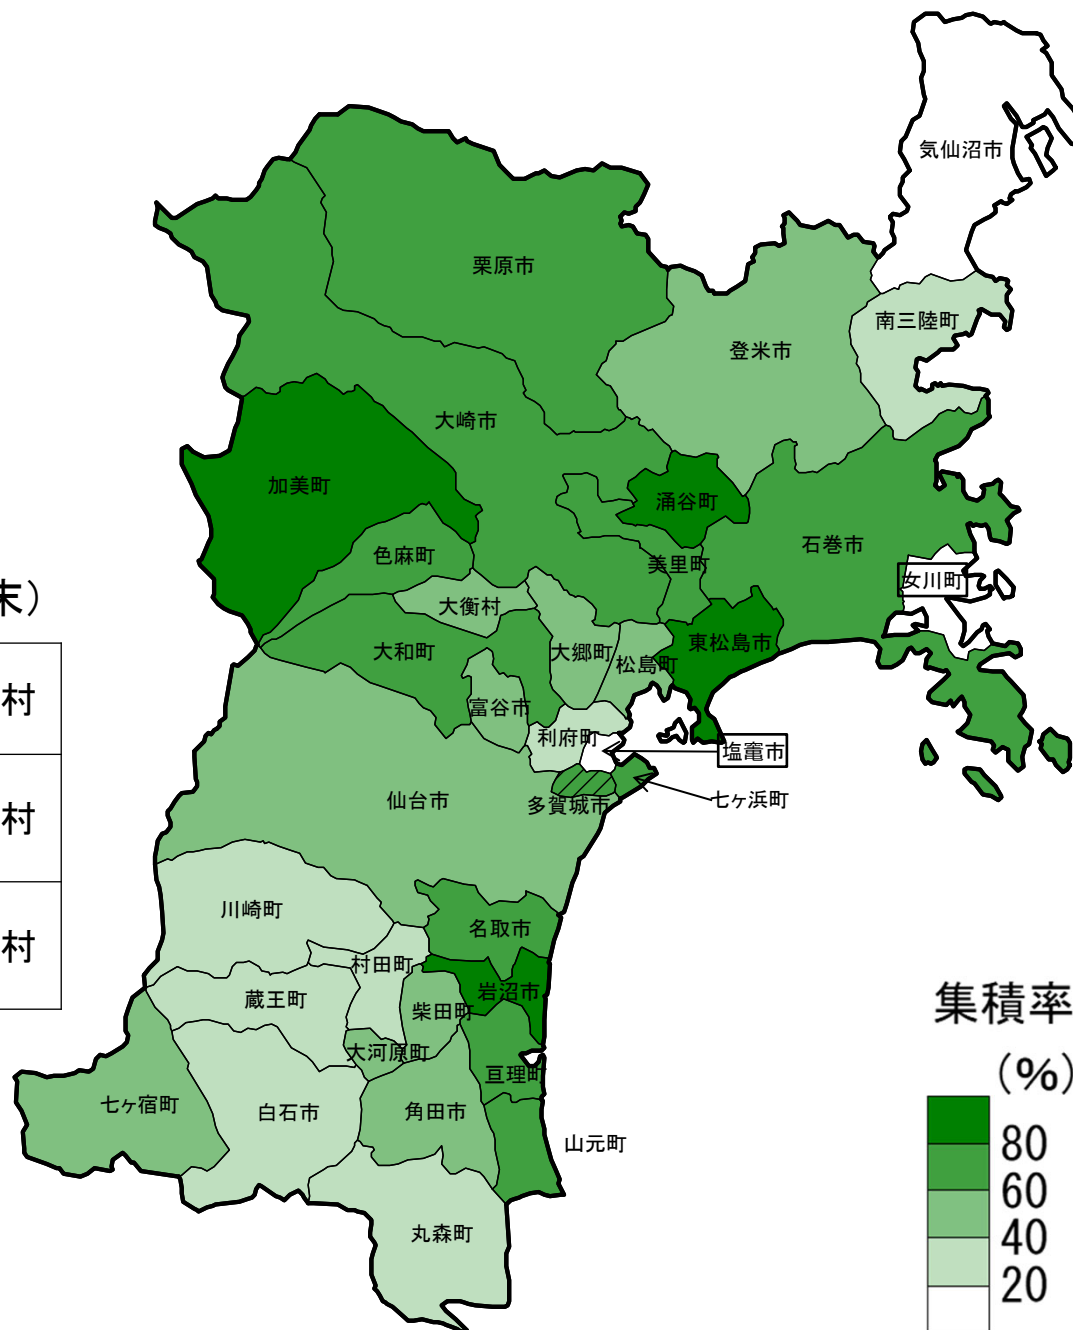 気仙沼市
栗原市
南三陸町
登米市
大崎市
加美町
涌谷町
石巻市
色麻町
美里町
女川町
大衡村
東松島市
大和町
大郷町
松島町
富谷市
利府町
塩竈市
仙台市
多賀城市
七ヶ浜町
川崎町
名取市
村田町
岩沼市
蔵王町
柴田町
大河原町
亘理町
七ヶ宿町
白石市
角田市
山元町
丸森町
末)
村
村
村
集積率
(%)
80
60
40
20